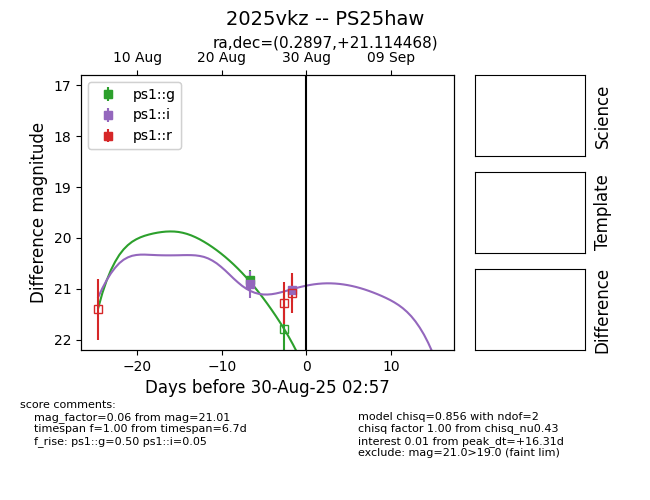 2025vkz -- PS25haw
ra,dec=(0.2897,+21.114468)
10 Aug 20 Aug 30 Aug 09 Sep
ps1::g
ps1::i
ps1::r
17
18
19
20
21
22
Difference magnitude
−20 −10 0 10
Days before 30-Aug-25 02:57
Science
Template
Difference
score comments:
mag_factor=0.06 from mag=21.01
timespan f=1.00 from timespan=6.7d
f_rise: ps1::g=0.50 ps1::i=0.05
model chisq=0.856 with ndof=2
chisq factor 1.00 from chisq_nu0.43
interest 0.01 from peak_dt=+16.31d
exclude: mag=21.0>19.0 (faint lim)